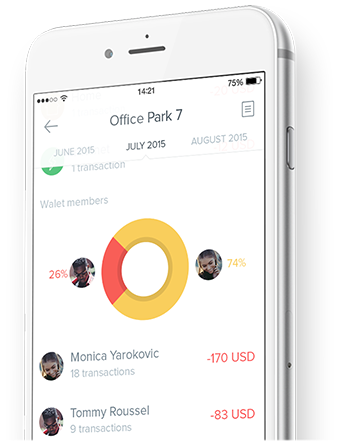 14:21
75%
Office Park 7
JUNE 2015
JULY 2015
AUGUST 2015
1 transaction
Walet members
26%
74%
Monica Yarokovic
-170 USD
18 transactions
Tommy Roussel
-83 USD
9 transactions